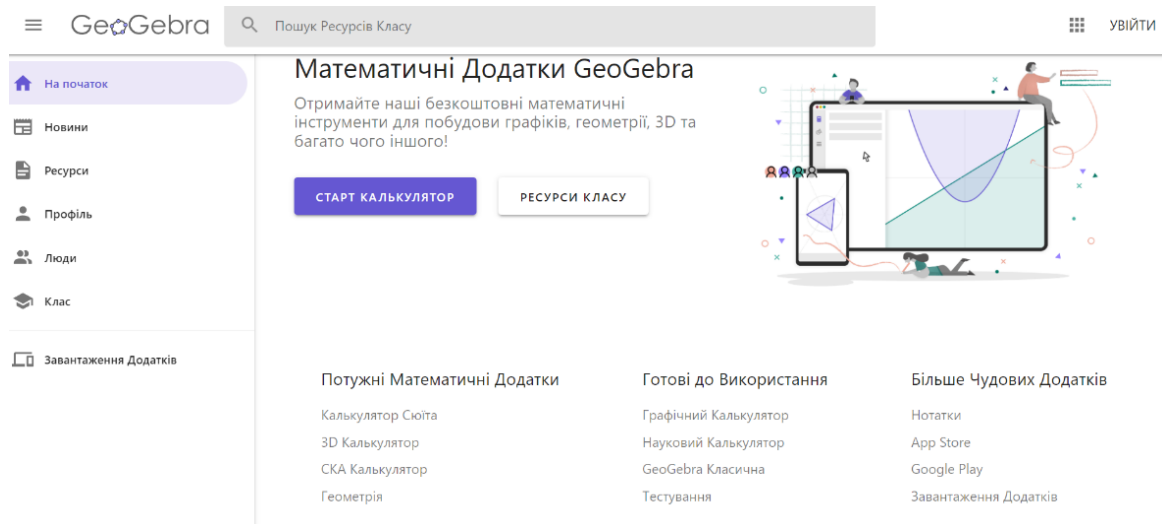 GeoGebra
Пошук Ресурсів Класу
УВІЙТИ
На початок
Новини
Ресурси
Профіль
Люди
Клас
Завантаження Додатків
Математичні Додатки GeoGebra
Отримайте наші безкоштовні математичні
інструменти для побудови графіків, геометрії, 3D та
багато чого іншого!
СТАРТ КАЛЬКУЛЯТОР
РЕСУРСИ КЛАСУ
Потужні Математичні Додатки
Калькулятор Сюїта
3D Калькулятор
СКА Калькулятор
Геометрія
Готові до Використання
Графічний Калькулятор
Науковий Калькулятор
GeoGebra Класична
Тестування
Більше Чудових Додатків
Нотатки
App Store
Google Play
Завантаження Додатків